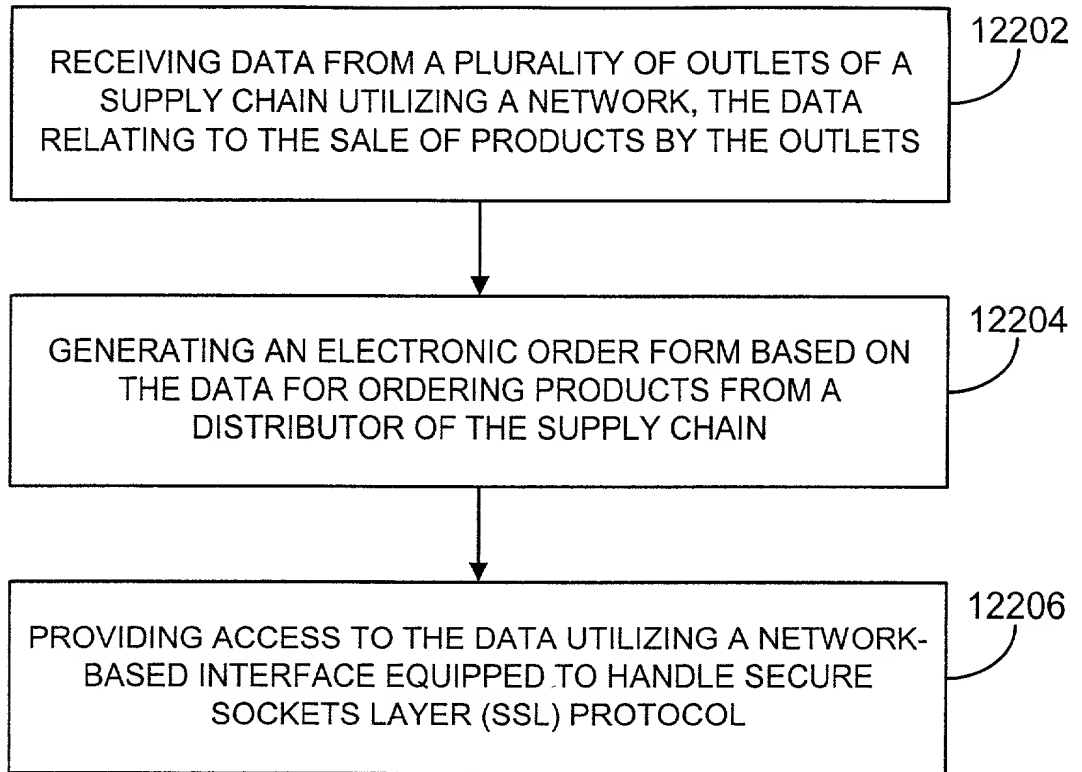 12202
RECEIVING DATA FROM A PLURALITY OF OUTLETS OF A
SUPPLY CHAIN UTILIZING A NETWORK, THE DATA
RELATING TO THE SALE OF PRODUCTS BY THE OUTLETS
12204
GENERATING AN ELECTRONIC ORDER FORM BASED ON
THE DATA FOR ORDERING PRODUCTS FROM A
DISTRIBUTOR OF THE SUPPLY CHAIN
12206
PROVIDING ACCESS TO THE DATA UTILIZING A NETWORK-
BASED INTERFACE EQUIPPED TO HANDLE SECURE
SOCKETS LAYER (SSL) PROTOCOL